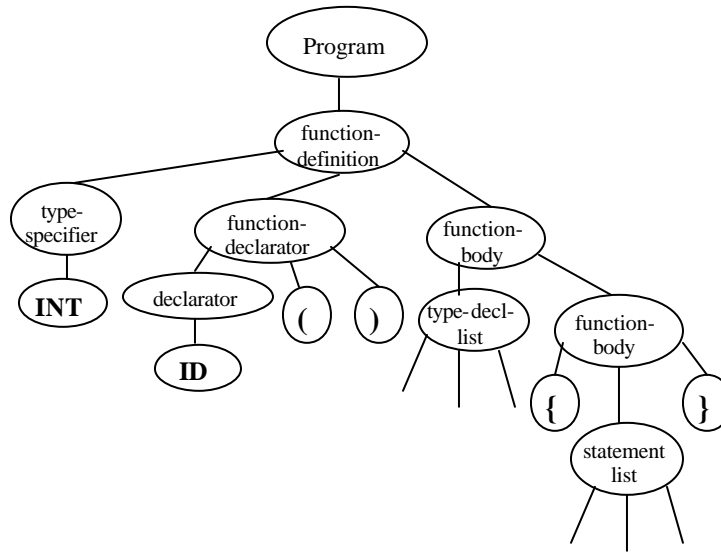 Program
function-
definition
type-
specifier
function-
declarator
function-
body
INT
declarator
(
)
type-decl-
list
function-
body
ID
{
}
statement
list